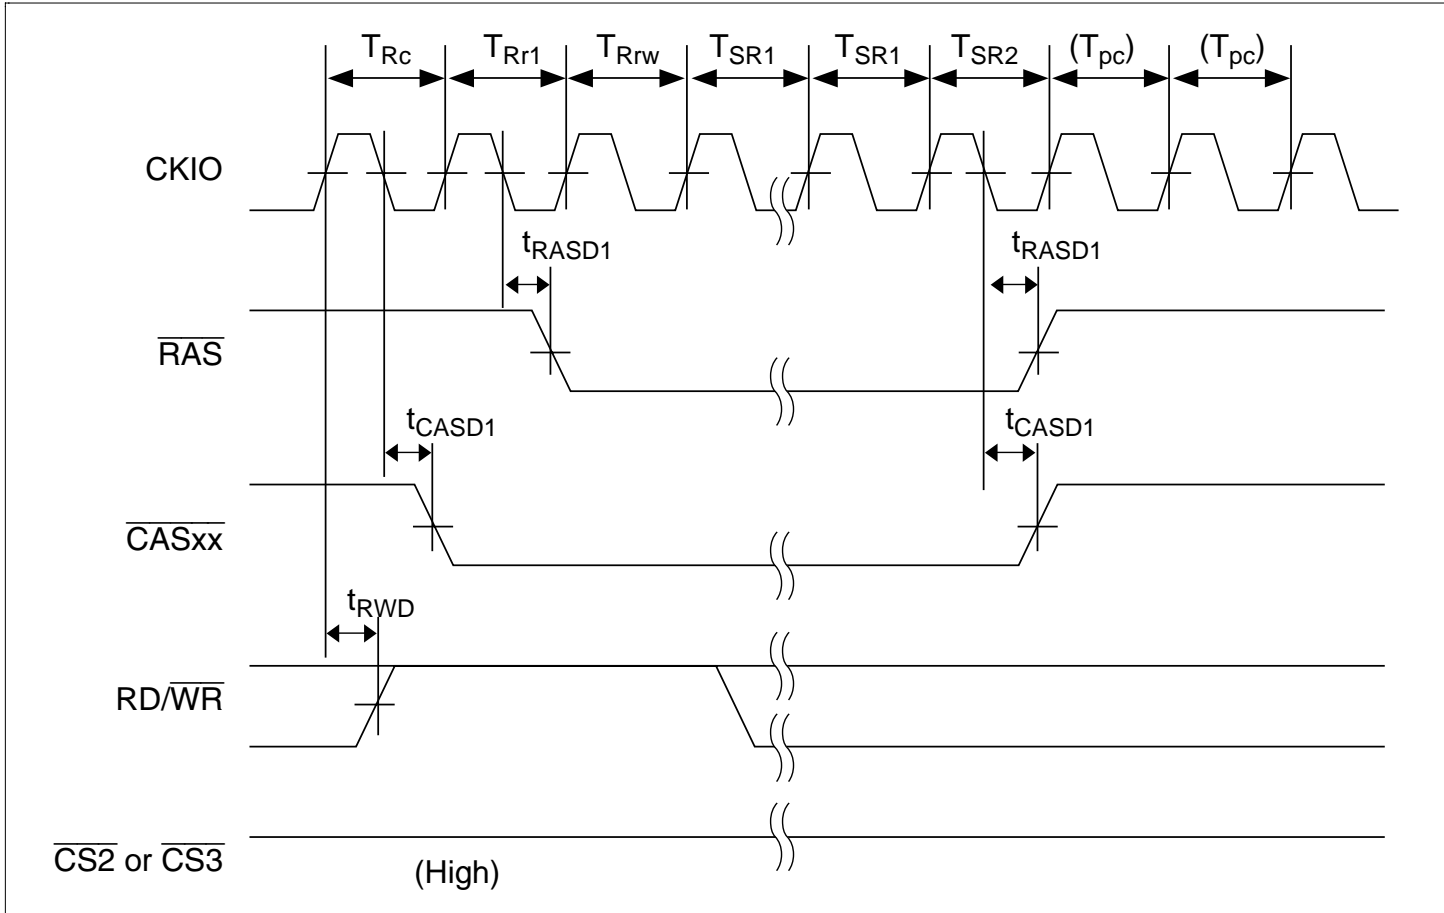 TRc TRr1 TRrw TSR1 TSR1 TSR2 (Tpc) (Tpc)
CKIO
tRASD1 tRASD1
RAS
tCASD1 tCASD1
CASxx
tRWD
RD/WR
CS2 or CS3
(High)